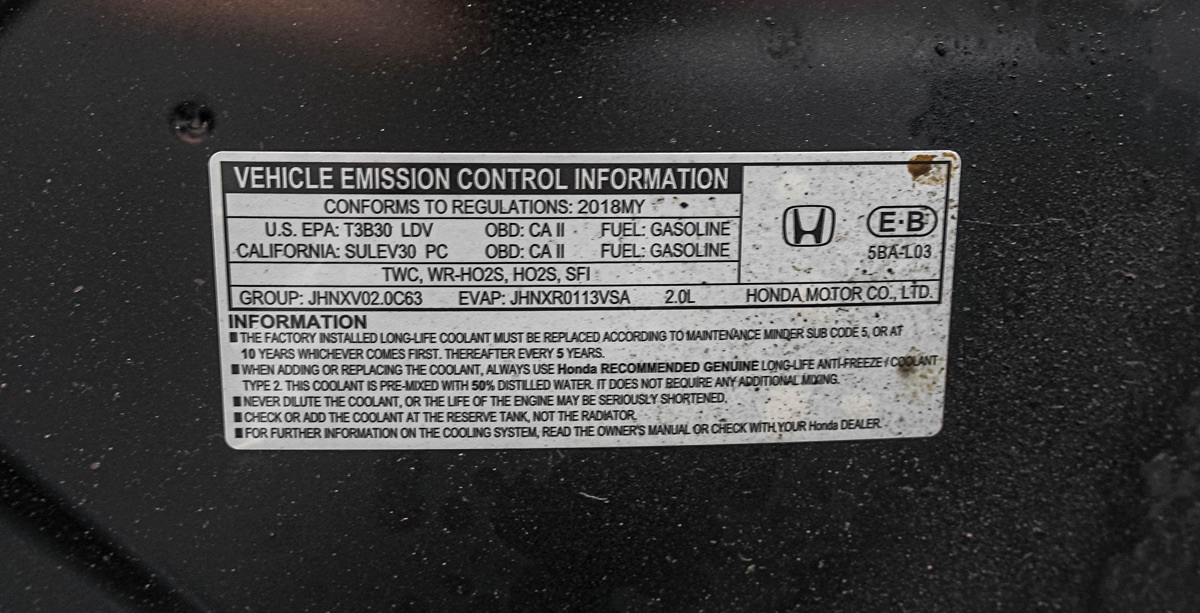 VEHICLE EMISSION CONTROL INFORMATION
CONFORMS TO REGULATIONS: 2018MY
U.S. EPA: T3B30 LDV OBD: CA II FUEL: GASOLINE
CALIFORNIA: SULEV30 PC OBD: CA II FUEL: GASOLINE
TWC, WR-HO2S, HO2S, SFI
E·B
5BA-L03
GROUP: JHNXV02.0C63 EVAP: JHNXR0113VSA 2.0L HONDA MOTOR CO., LTD.
INFORMATION
■ THE FACTORY INSTALLED LONG-LIFE COOLANT MUST BE REPLACED ACCORDING TO MAINTENANCE MINDER SUB CODE 5, OR AT
10 YEARS WHICHEVER COMES FIRST. THEREAFTER EVERY 5 YEARS.
■ WHEN ADDING OR REPLACING THE COOLANT, ALWAYS USE Honda RECOMMENDED GENUINE LONG-LIFE ANTI-FREEZE / COOLANT
TYPE 2. THIS COOLANT IS PRE-MIXED WITH 50% DISTILLED WATER. IT DOES NOT REQUIRE ANY ADDITIONAL MIXING.
■ NEVER DILUTE THE COOLANT, OR THE LIFE OF THE ENGINE MAY BE SERIOUSLY SHORTENED.
■ CHECK OR ADD THE COOLANT AT THE RESERVE TANK, NOT THE RADIATOR.
■ FOR FURTHER INFORMATION ON THE COOLING SYSTEM, READ THE OWNER'S MANUAL OR CHECK WITH YOUR Honda DEALER.